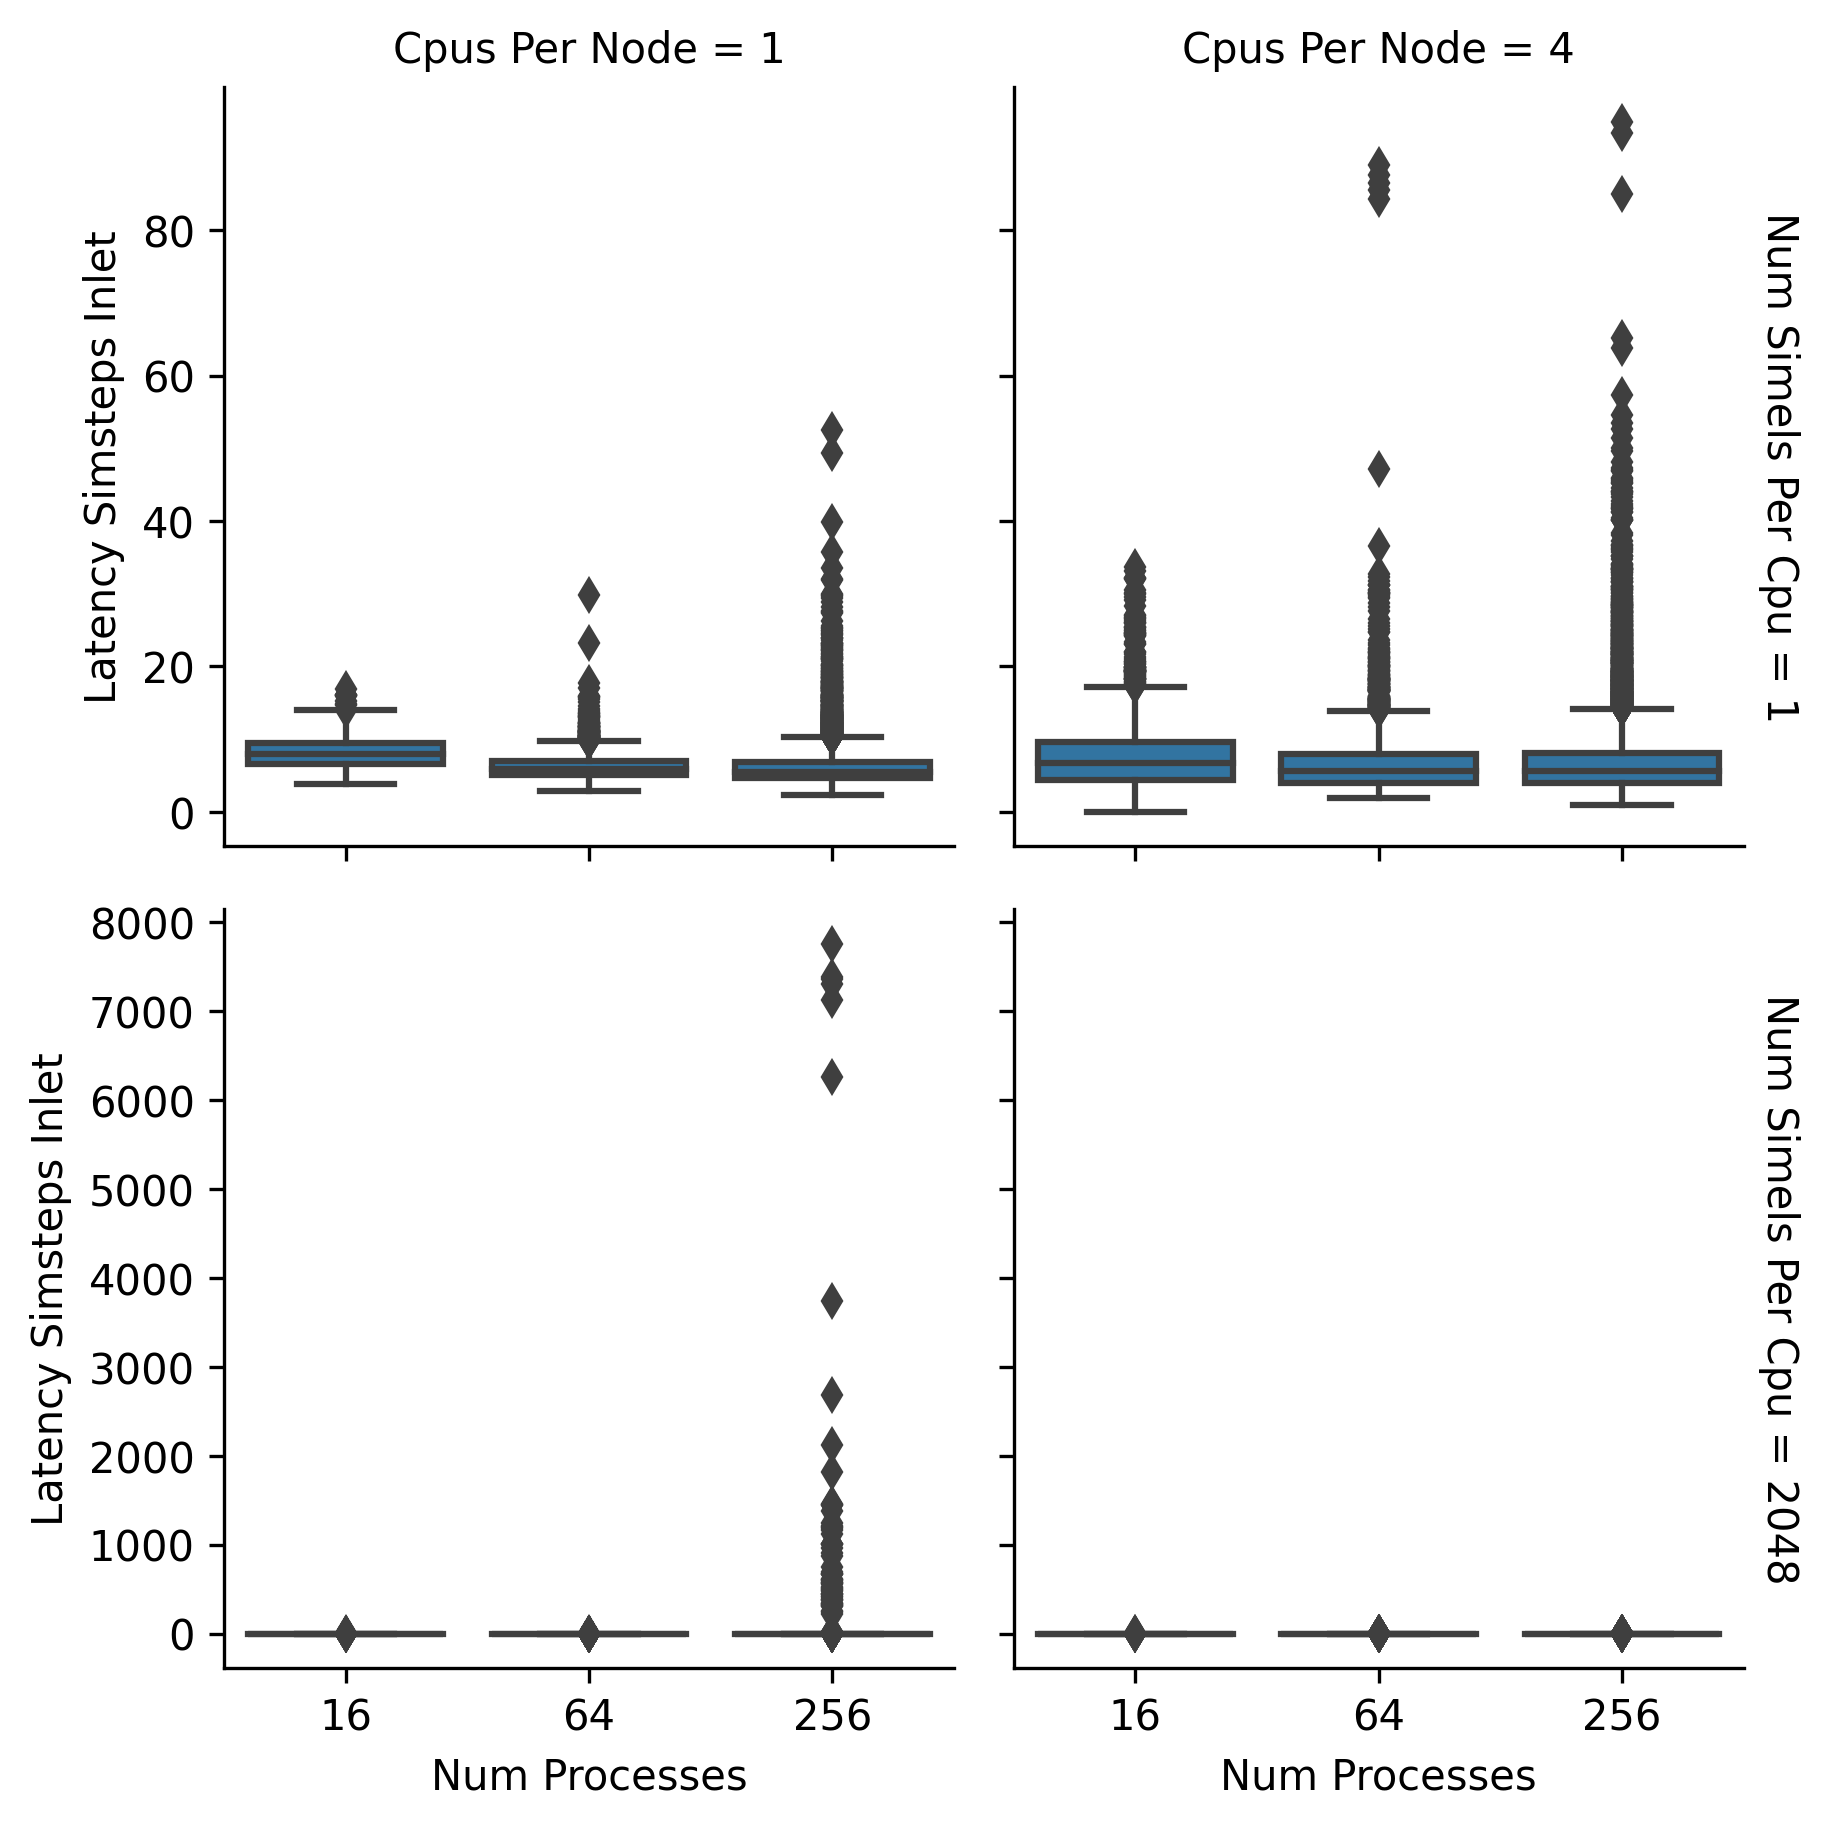 Cpus Per Node = 1
Cpus Per Node = 4
Latency Simsteps Inlet
80
60
40
20
0
Num Simels Per Cpu = 1
Latency Simsteps Inlet
8000
7000
6000
5000
4000
3000
2000
1000
0
Num Simels Per Cpu = 2048
16 64 256
16 64 256
Num Processes
Num Processes